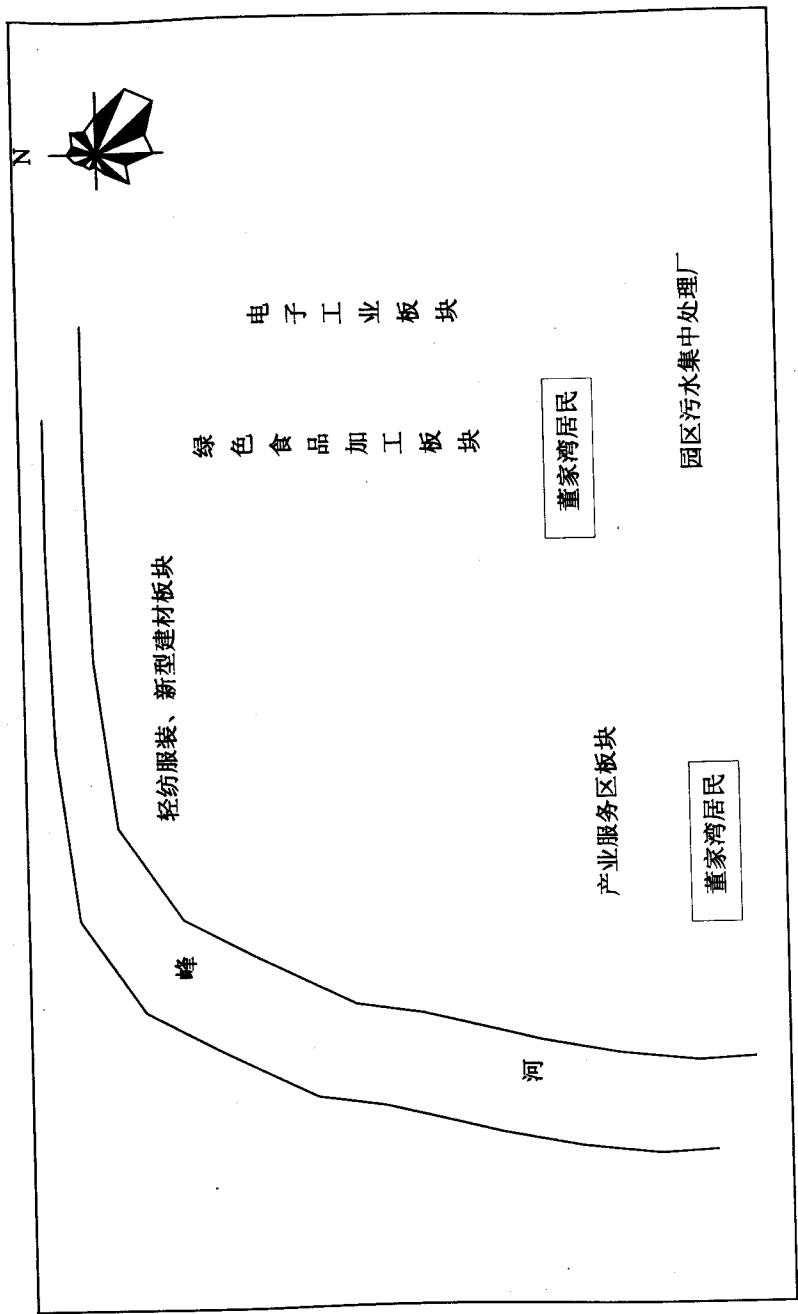 N
电子工业板块
绿色食品加工板块
轻纺服装、新型建材板块
董家湾居民
园区污水集中处理厂
产业服务区板块
董家湾居民
峰
河